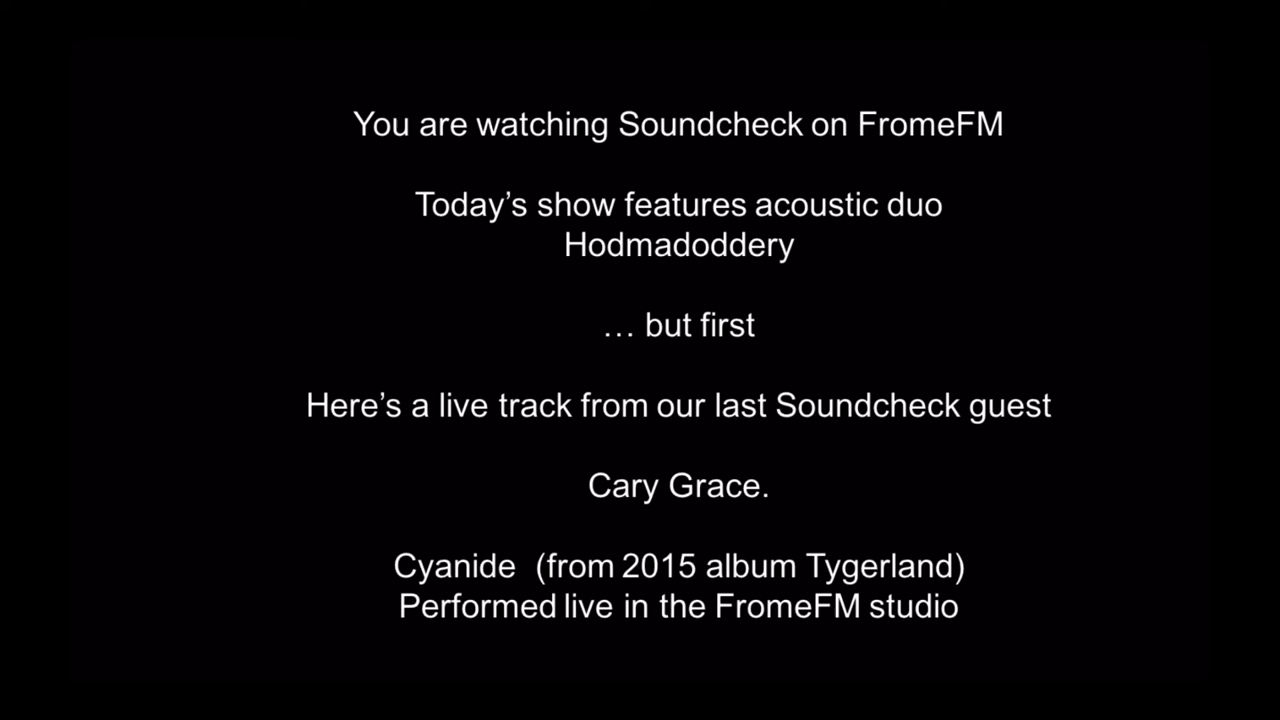 You are watching Soundcheck on FromeFM
Today’s show features acoustic duo
Hodmadoddery
… but first
Here’s a live track from our last Soundcheck guest
Cary Grace.
Cyanide  (from 2015 album Tygerland)
Performed live in the FromeFM studio